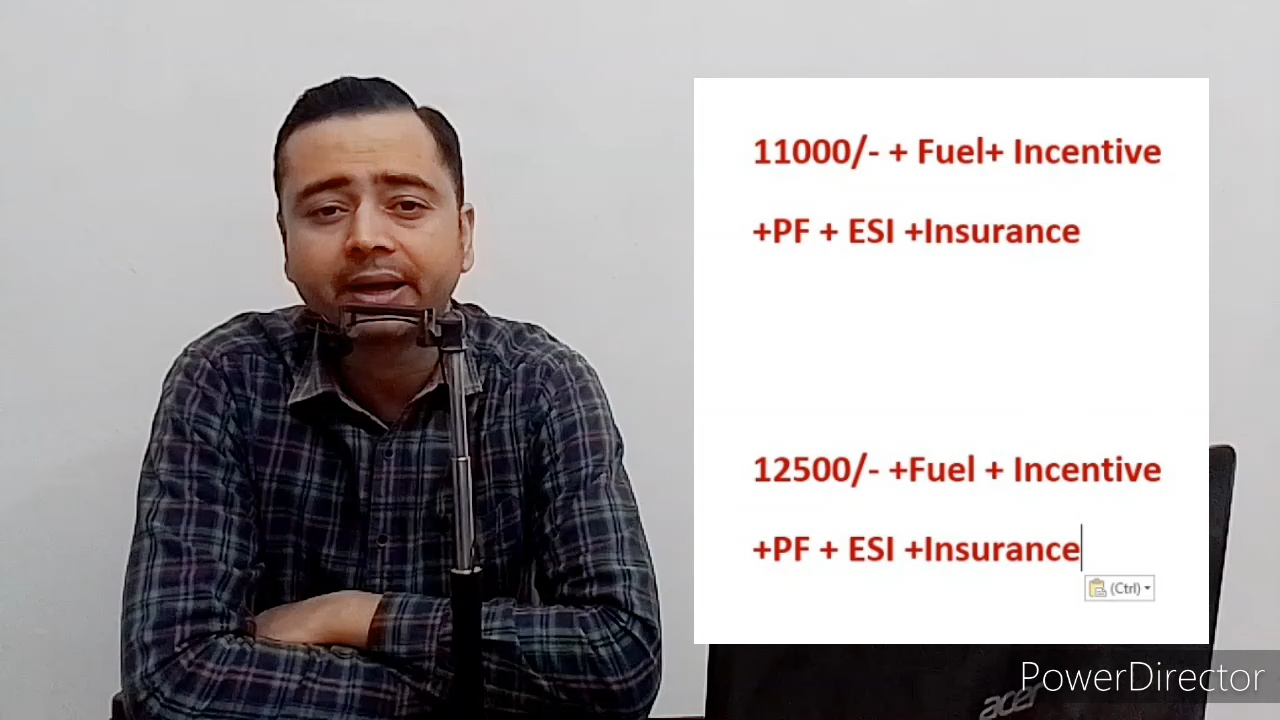 11000/- + Fuel+ Incentive
+PF + ESI +Insurance
12500/- +Fuel + Incentive
+PF + ESI +Insurance
(Ctrl)
PowerDirector
acer